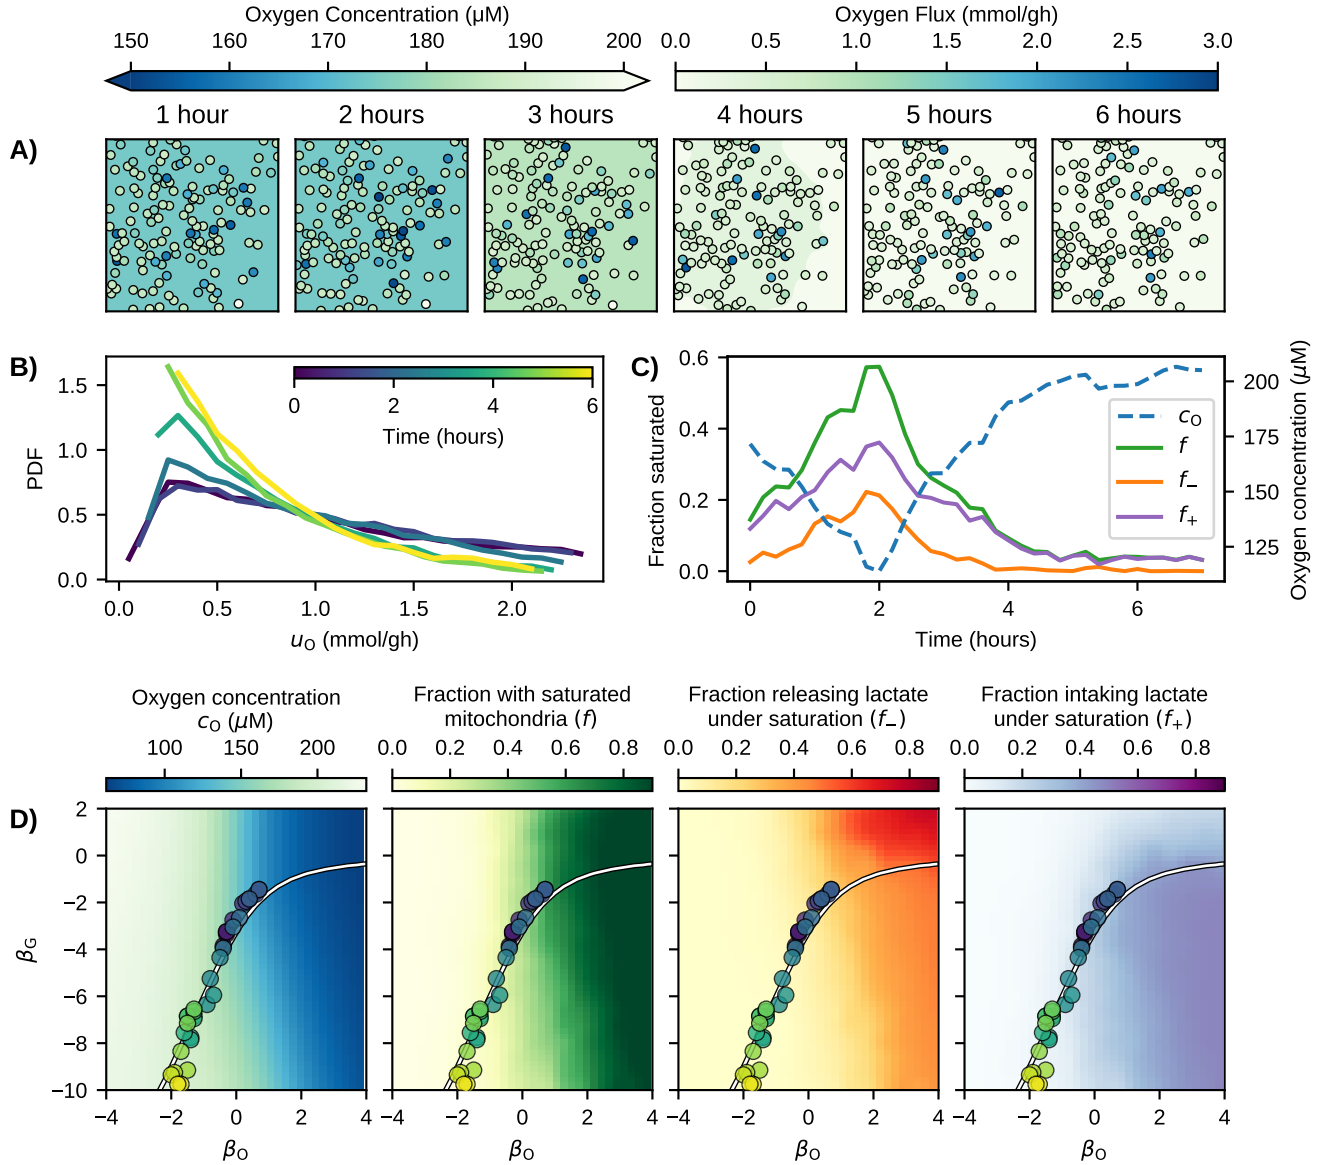 Oxygen Concentration (μM)
150 160 170 180 190 200
Oxygen Flux (mmol/gh)
0.0 0.5 1.0 1.5 2.0 2.5 3.0
A)
1 hour
2 hours
3 hours
4 hours
5 hours
6 hours
B)
PDF
1.5
1.0
0.5
0.0
0 2 4 6
Time (hours)
0.0 0.5 1.0 1.5 2.0
u_O (mmol/gh)
C)
Fraction saturated
0.6
0.4
0.2
0.0
c_O
f
f_−
f_+
200
175
150
125
Oxygen concentration (μM)
0 2 4 6
Time (hours)
D)
Oxygen concentration
c_O (μM)
100 150 200
Fraction with saturated
mitochondria (f)
0.0 0.2 0.4 0.6 0.8
Fraction releasing lactate
under saturation (f_−)
0.0 0.2 0.4 0.6 0.8
Fraction intaking lactate
under saturation (f_+)
0.0 0.2 0.4 0.6 0.8
β_G
2
0
−2
−4
−6
−8
−10
−4 −2 0 2 4
β_O
−4 −2 0 2 4
β_O
−4 −2 0 2 4
β_O
−4 −2 0 2 4
β_O